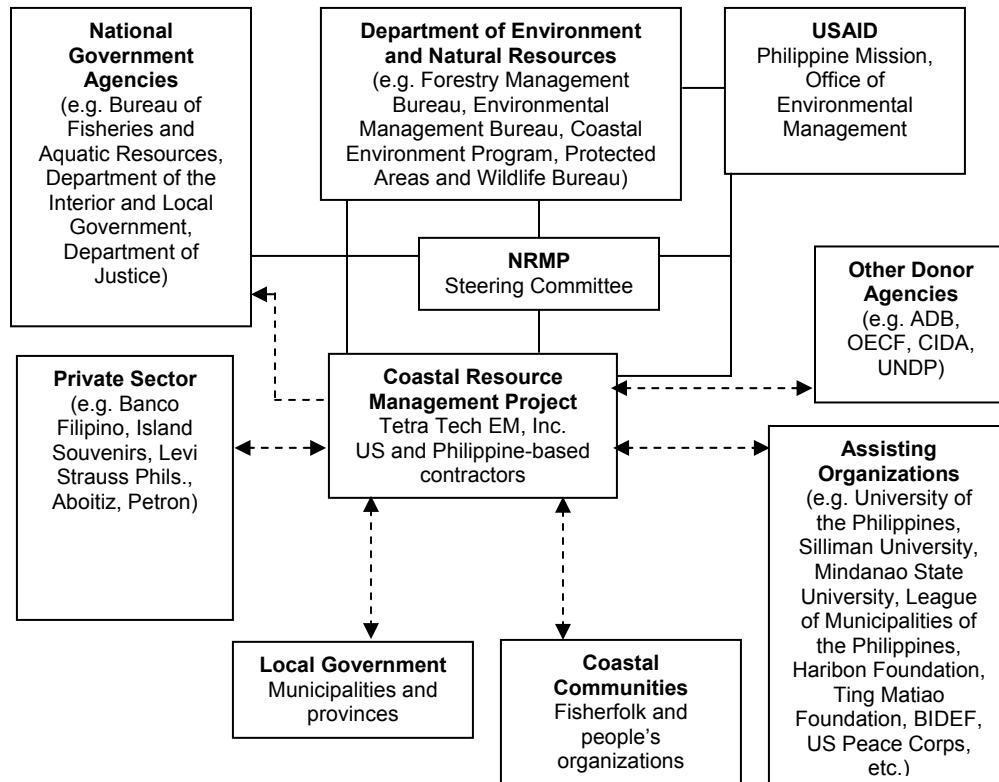 National
Government
Agencies
(e.g. Bureau of
Fisheries and
Aquatic Resources,
Department of the
Interior and Local
Government,
Department of
Justice)
Department of Environment
and Natural Resources
(e.g. Forestry Management
Bureau, Environmental
Management Bureau, Coastal
Environment Program, Protected
Areas and Wildlife Bureau)
USAID
Philippine Mission,
Office of
Environmental
Management
NRMP
Steering Committee
Other Donor
Agencies
(e.g. ADB,
OECF, CIDA,
UNDP)
Private Sector
(e.g. Banco
Filipino, Island
Souvenirs, Levi
Strauss Phils.,
Aboitiz, Petron)
Coastal Resource
Management Project
Tetra Tech EM, Inc.
US and Philippine-based
contractors
Assisting
Organizations
(e.g. University of
the Philippines,
Silliman University,
Mindanao State
University, League
of Municipalities of
the Philippines,
Haribon Foundation,
Ting Matiao
Foundation, BIDEF,
US Peace Corps,
etc.)
Local Government
Municipalities and
provinces
Coastal
Communities
Fisherfolk and
people's
organizations